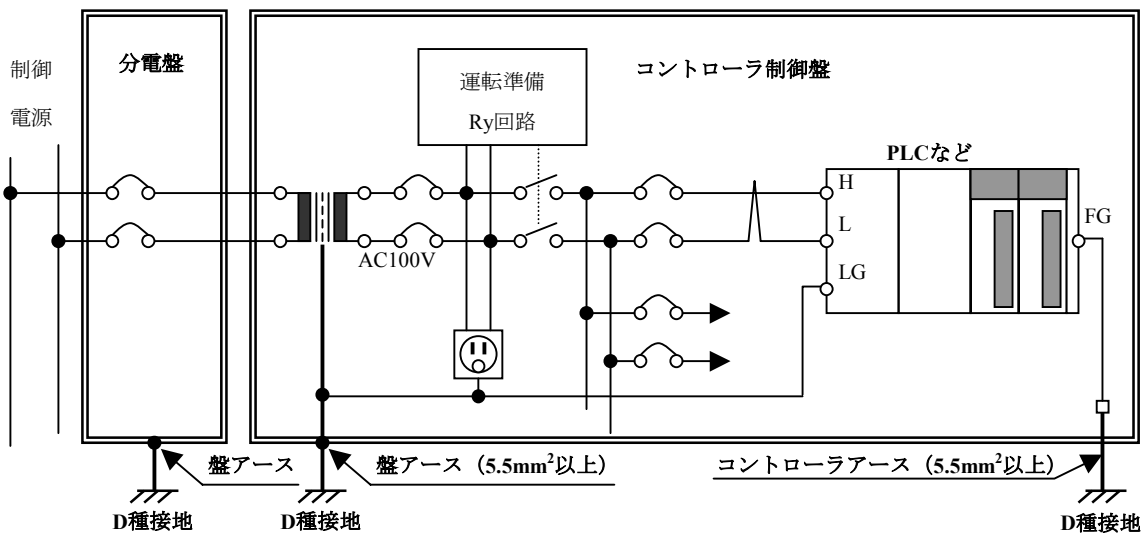 制御
電源
分電盤
運転準備
Ry回路
コントローラ制御盤
PLCなど
H
L
LG
FG
AC100V
盤アース
盤アース（5.5mm²以上）
コントローラアース（5.5mm²以上）
D種接地
D種接地
D種接地